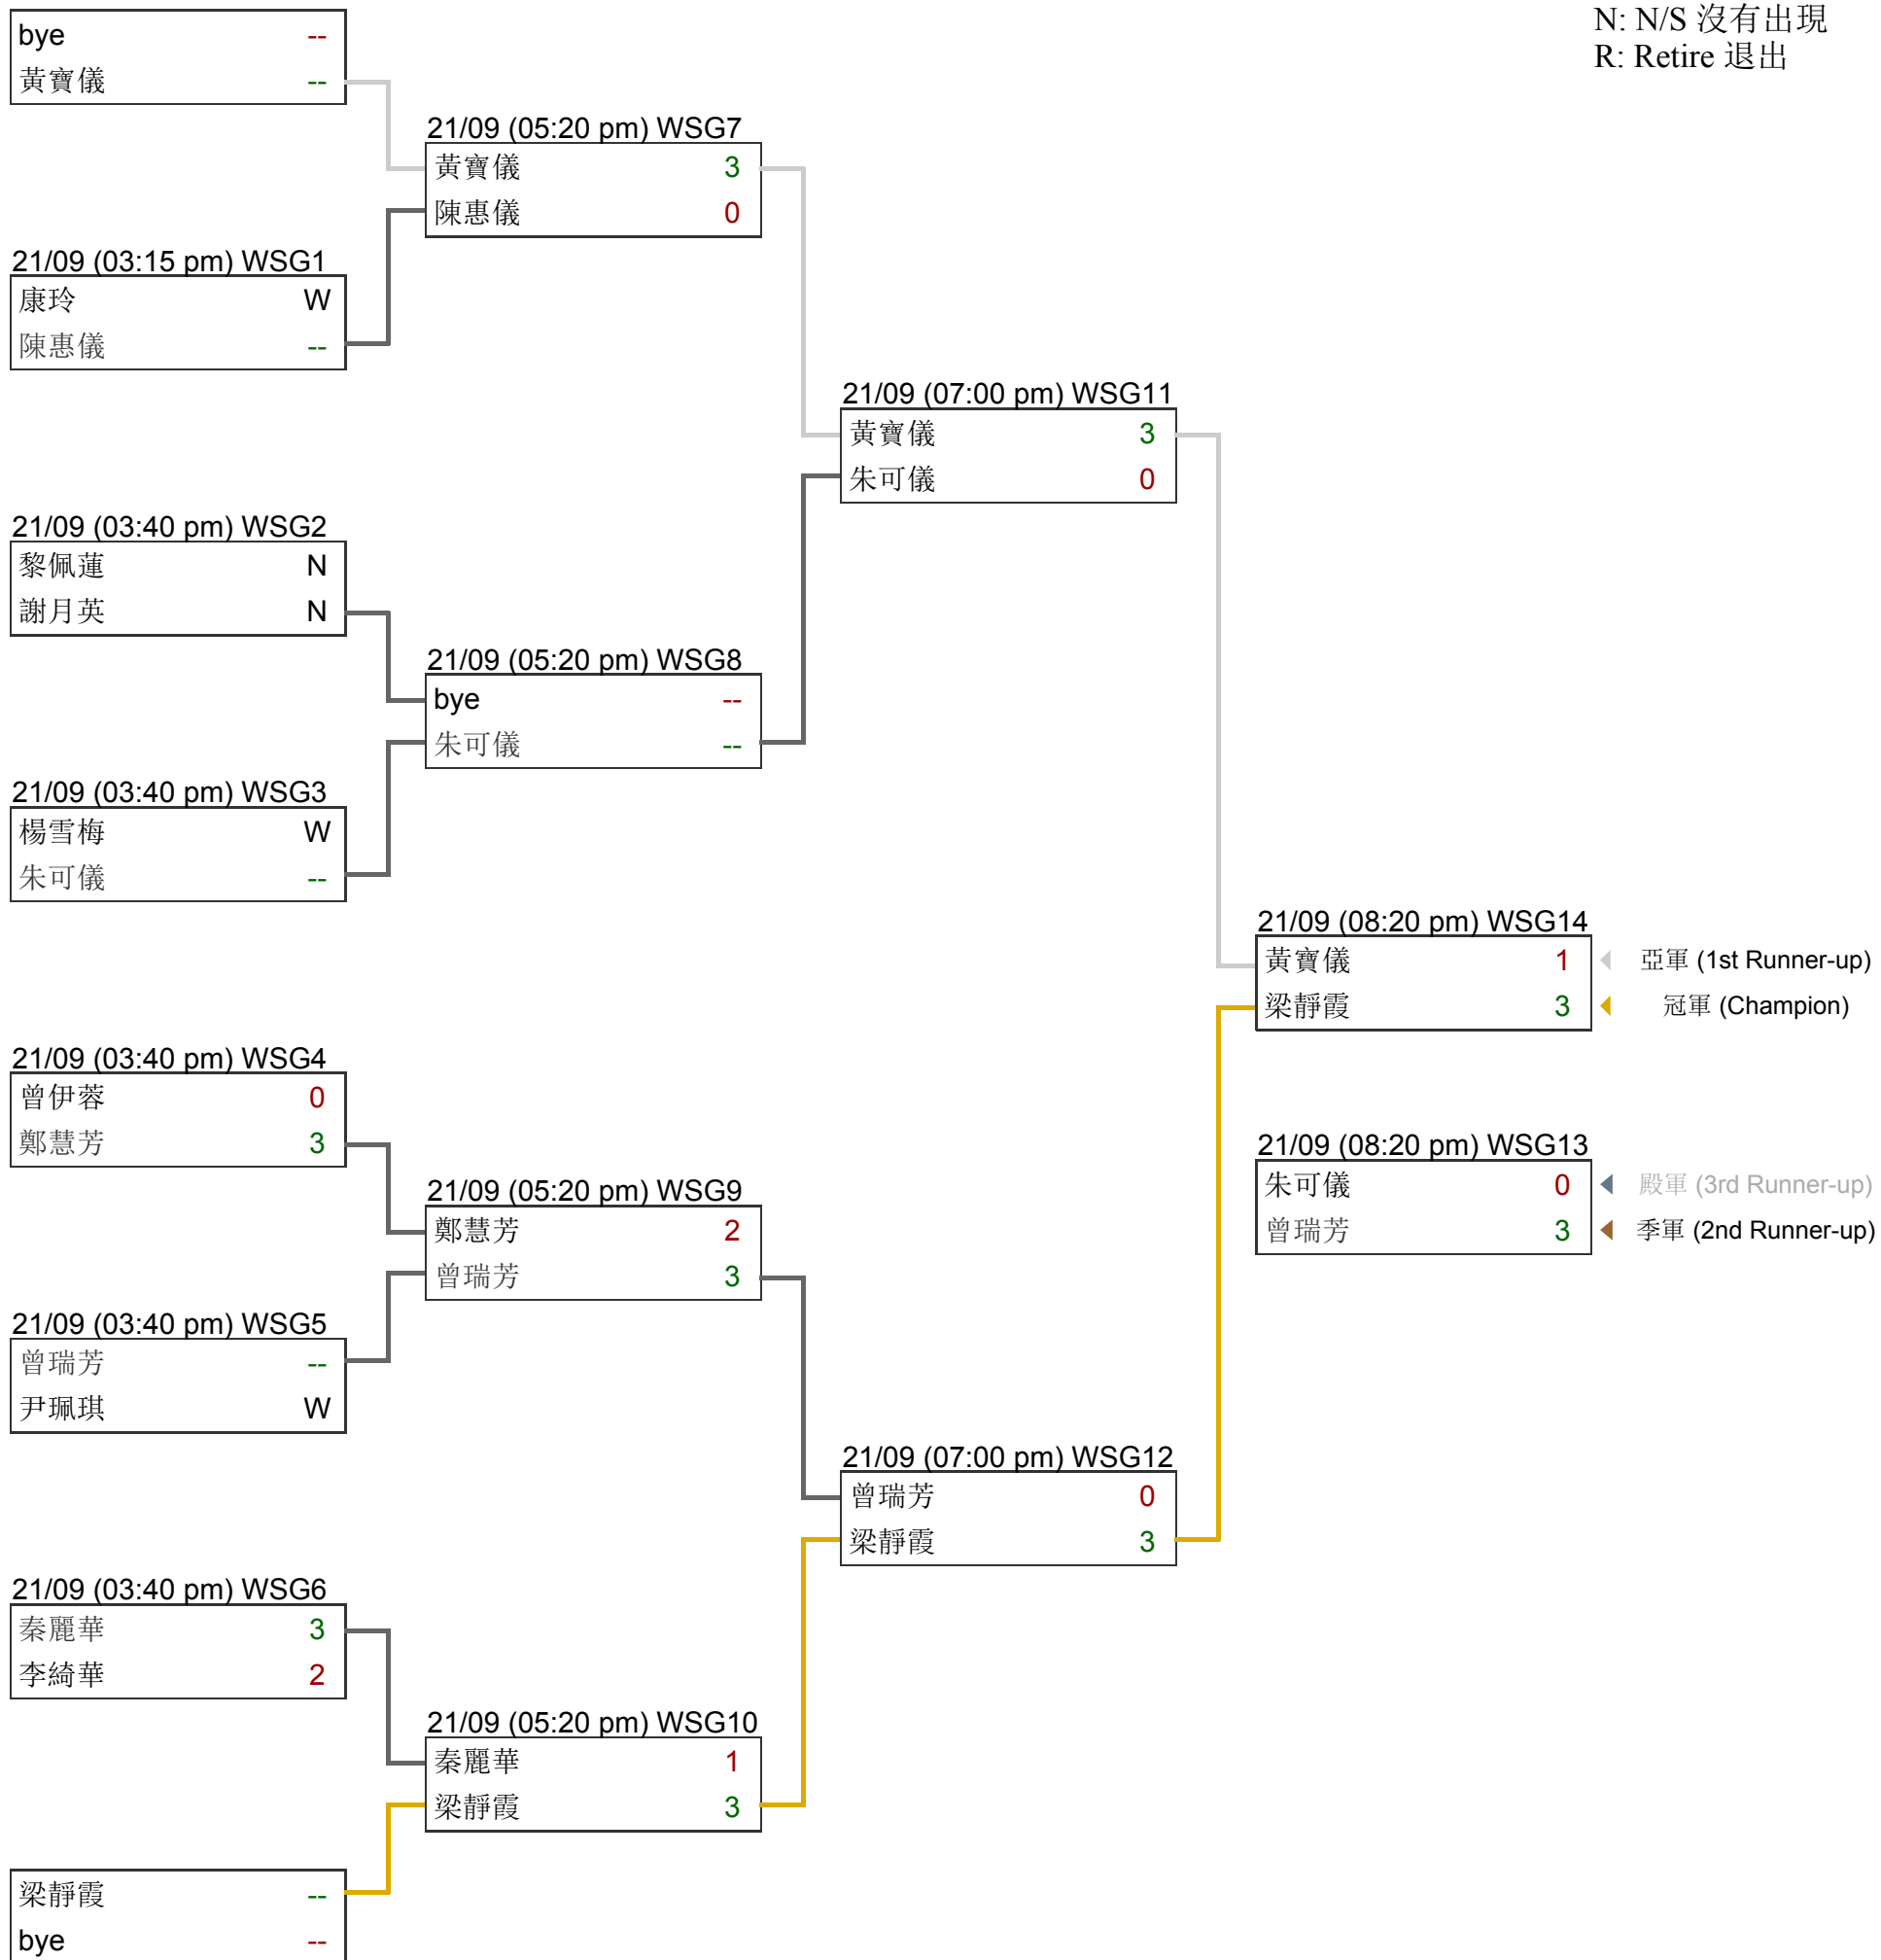 N: N/S 沒有出現
R: Retire 退出
bye --
黃寶儀 --
21/09 (05:20 pm) WSG7
黃寶儀 3
陳惠儀 0
21/09 (03:15 pm) WSG1
康玲 W
陳惠儀 --
21/09 (07:00 pm) WSG11
黃寶儀 3
朱可儀 0
21/09 (03:40 pm) WSG2
黎佩蓮 N
謝月英 N
21/09 (05:20 pm) WSG8
bye --
朱可儀 --
21/09 (03:40 pm) WSG3
楊雪梅 W
朱可儀 --
21/09 (08:20 pm) WSG14
黃寶儀 1 亞軍 (1st Runner-up)
梁靜霞 3 冠軍 (Champion)
21/09 (03:40 pm) WSG4
曾伊蓉 0
鄭慧芳 3
21/09 (08:20 pm) WSG13
朱可儀 0 殿軍 (3rd Runner-up)
曾瑞芳 3 季軍 (2nd Runner-up)
21/09 (05:20 pm) WSG9
鄭慧芳 2
曾瑞芳 3
21/09 (03:40 pm) WSG5
曾瑞芳 --
尹珮琪 W
21/09 (07:00 pm) WSG12
曾瑞芳 0
梁靜霞 3
21/09 (03:40 pm) WSG6
秦麗華 3
李綺華 2
21/09 (05:20 pm) WSG10
秦麗華 1
梁靜霞 3
梁靜霞 --
bye --